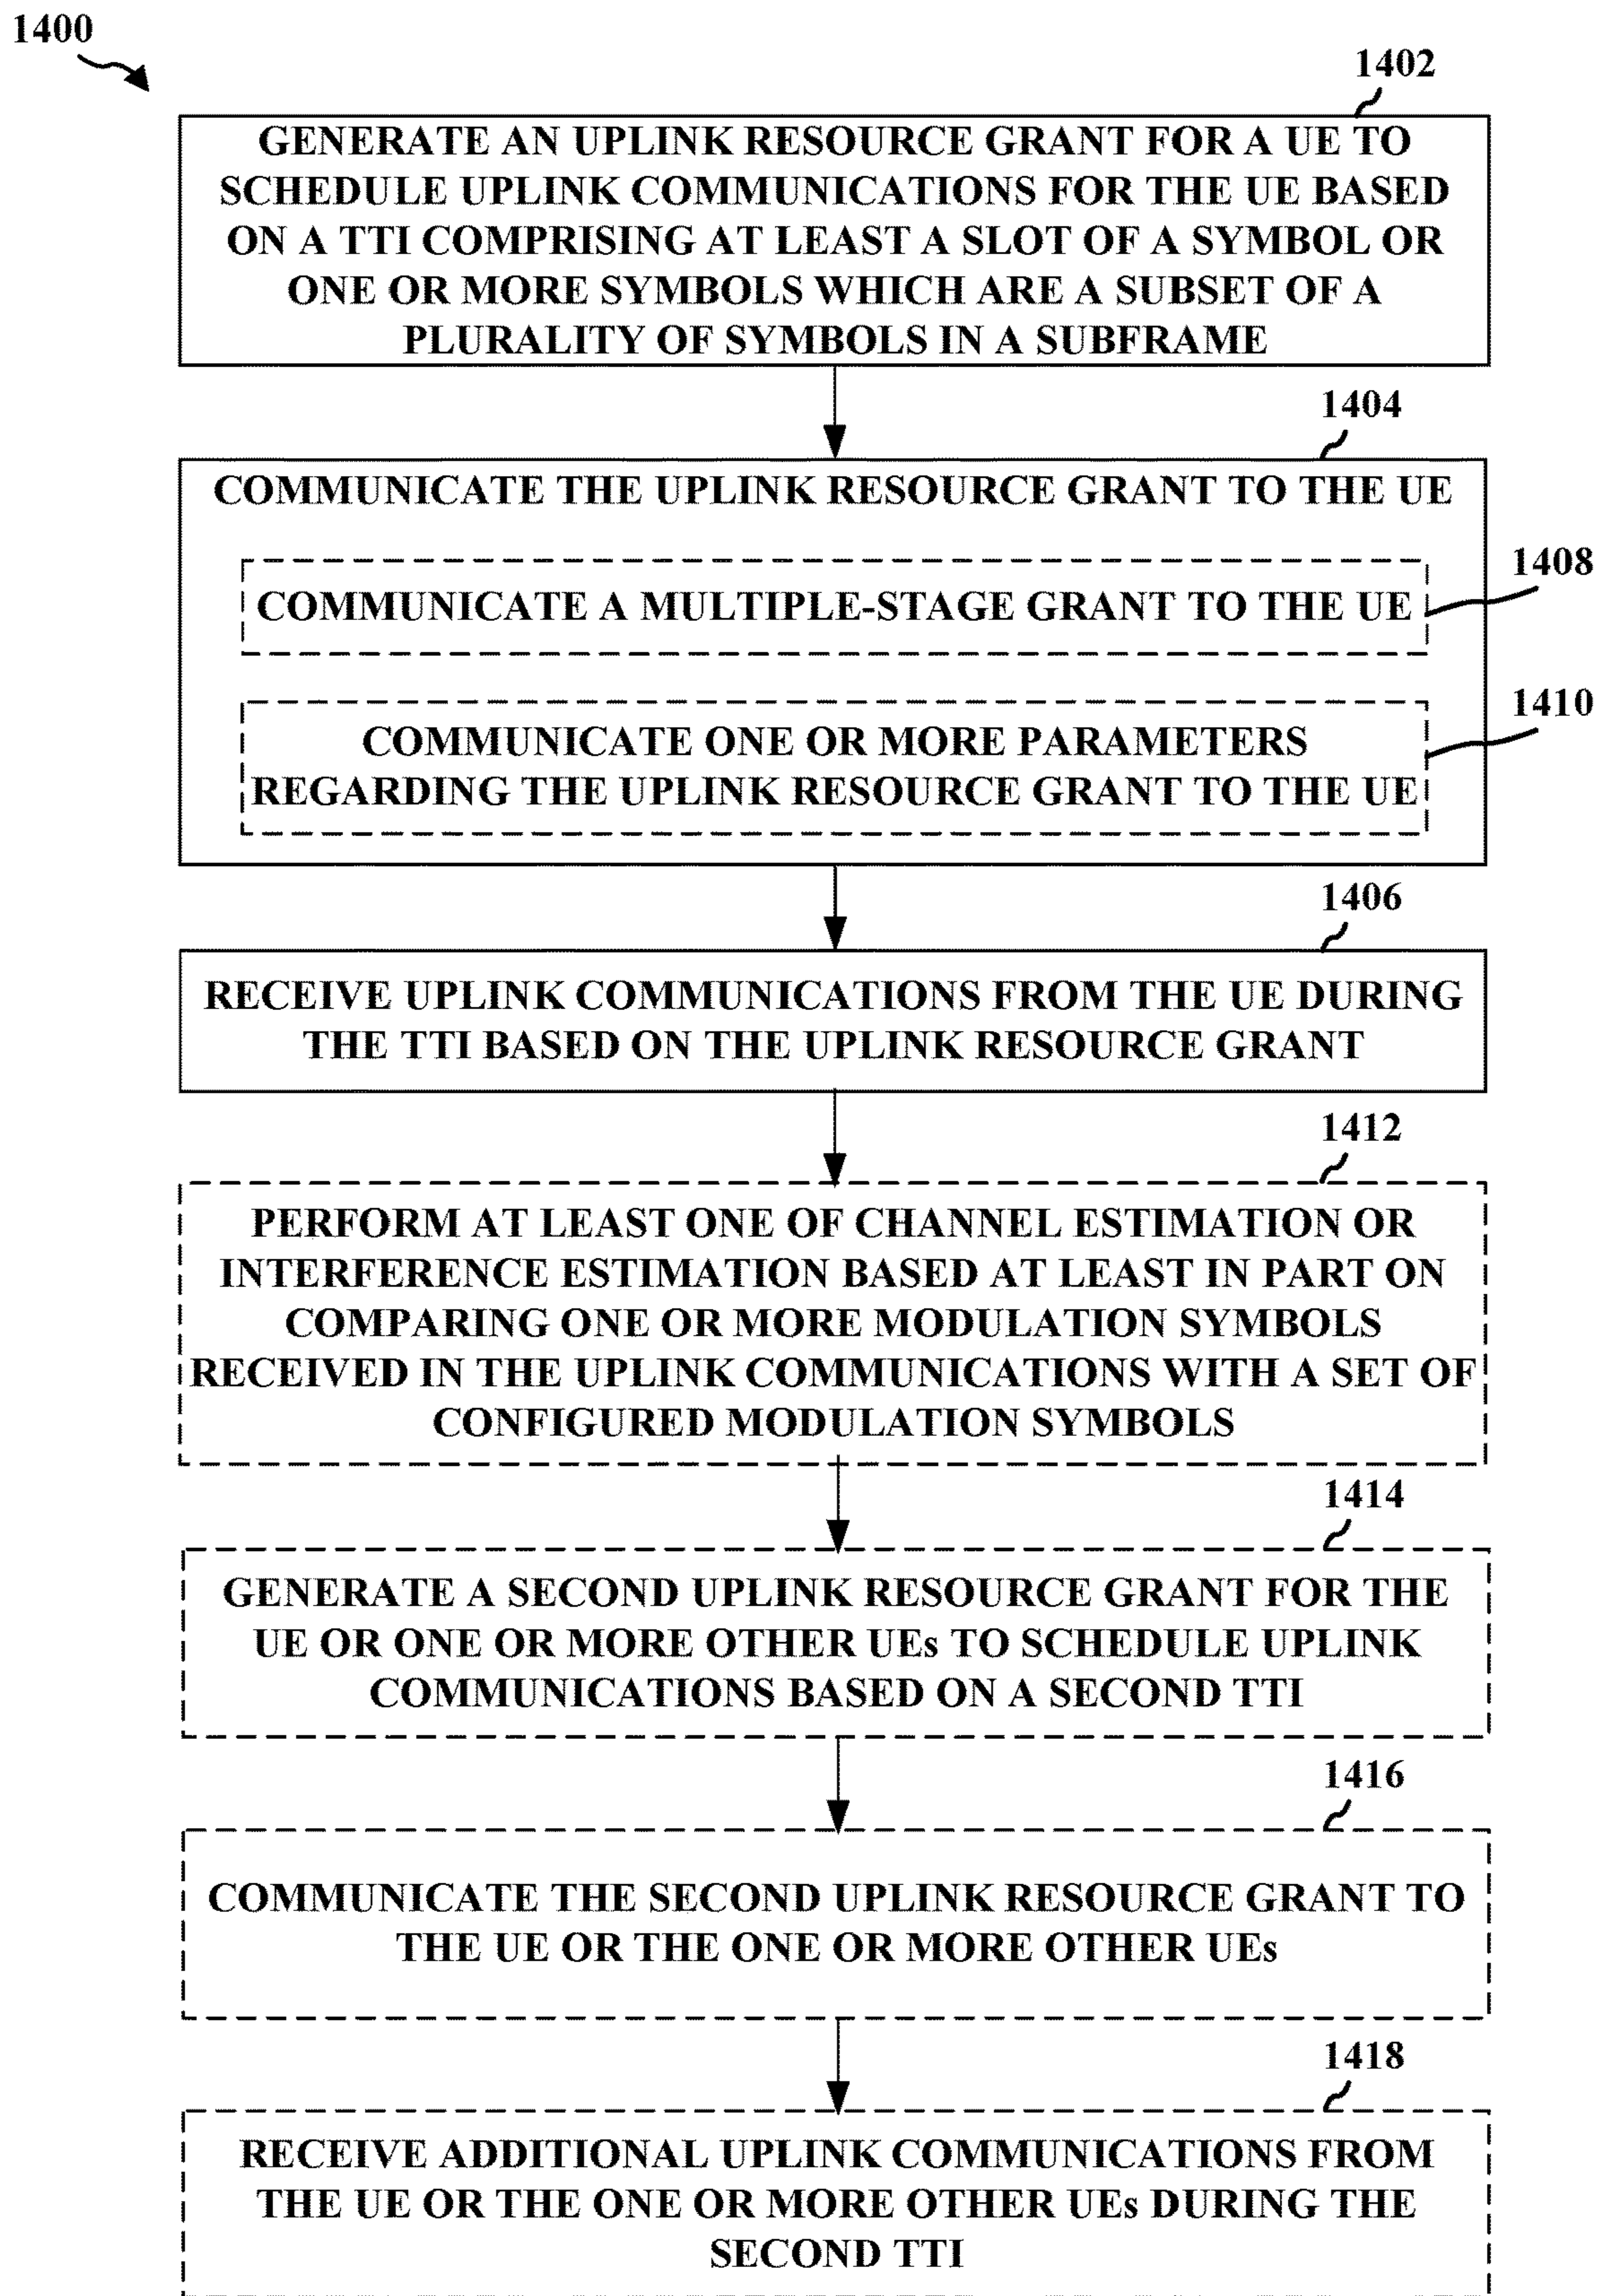 1400
1402
GENERATE AN UPLINK RESOURCE GRANT FOR A UE TO
SCHEDULE UPLINK COMMUNICATIONS FOR THE UE BASED
ON A TTI COMPRISING AT LEAST A SLOT OF A SYMBOL OR
ONE OR MORE SYMBOLS WHICH ARE A SUBSET OF A
PLURALITY OF SYMBOLS IN A SUBFRAME
1404
COMMUNICATE THE UPLINK RESOURCE GRANT TO THE UE
1408
COMMUNICATE A MULTIPLE-STAGE GRANT TO THE UE
1410
COMMUNICATE ONE OR MORE PARAMETERS
REGARDING THE UPLINK RESOURCE GRANT TO THE UE
1406
RECEIVE UPLINK COMMUNICATIONS FROM THE UE DURING
THE TTI BASED ON THE UPLINK RESOURCE GRANT
1412
PERFORM AT LEAST ONE OF CHANNEL ESTIMATION OR
INTERFERENCE ESTIMATION BASED AT LEAST IN PART ON
COMPARING ONE OR MORE MODULATION SYMBOLS
RECEIVED IN THE UPLINK COMMUNICATIONS WITH A SET OF
CONFIGURED MODULATION SYMBOLS
1414
GENERATE A SECOND UPLINK RESOURCE GRANT FOR THE
UE OR ONE OR MORE OTHER UEs TO SCHEDULE UPLINK
COMMUNICATIONS BASED ON A SECOND TTI
1416
COMMUNICATE THE SECOND UPLINK RESOURCE GRANT TO
THE UE OR THE ONE OR MORE OTHER UEs
1418
RECEIVE ADDITIONAL UPLINK COMMUNICATIONS FROM
THE UE OR THE ONE OR MORE OTHER UEs DURING THE
SECOND TTI